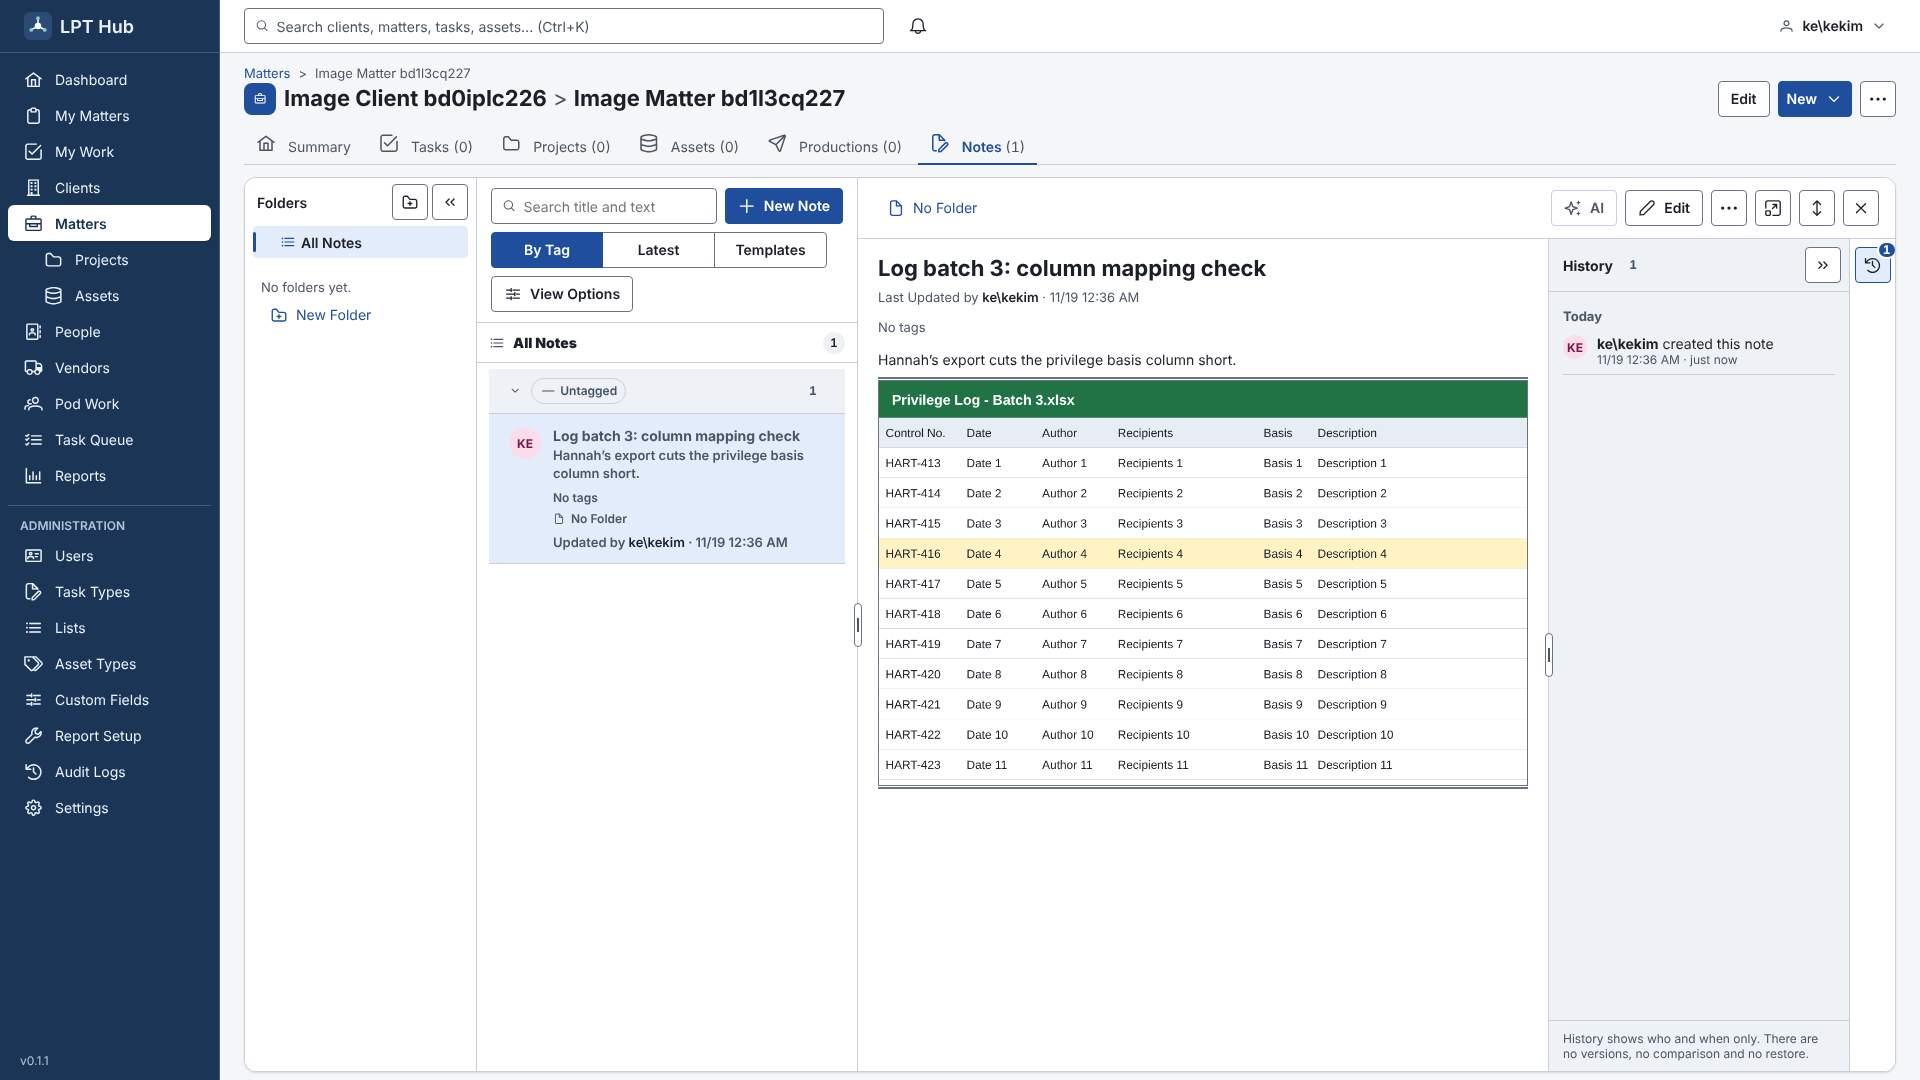 LPT Hub
Search clients, matters, tasks, assets... (Ctrl+K)
ke\kekim
Dashboard
My Matters
My Work
Clients
Matters
Projects
Assets
People
Vendors
Pod Work
Task Queue
Reports
ADMINISTRATION
Users
Task Types
Lists
Asset Types
Custom Fields
Report Setup
Audit Logs
Settings
v0.1.1
Matters > Image Matter bd1l3cq227
Image Client bd0iplc226 > Image Matter bd1l3cq227
Edit
New
Summary
Tasks (0)
Projects (0)
Assets (0)
Productions (0)
Notes (1)
Folders
All Notes
No folders yet.
New Folder
Search title and text
New Note
By Tag
Latest
Templates
View Options
All Notes
1
— Untagged
1
KE
Log batch 3: column mapping check
Hannah’s export cuts the privilege basis
column short.
No tags
No Folder
Updated by ke\kekim · 11/19 12:36 AM
No Folder
AI
Edit
Log batch 3: column mapping check
Last Updated by ke\kekim · 11/19 12:36 AM
No tags
Hannah’s export cuts the privilege basis column short.
Privilege Log - Batch 3.xlsx
Control No. Date Author Recipients Basis Description
HART-413 Date 1 Author 1 Recipients 1 Basis 1 Description 1
HART-414 Date 2 Author 2 Recipients 2 Basis 2 Description 2
HART-415 Date 3 Author 3 Recipients 3 Basis 3 Description 3
HART-416 Date 4 Author 4 Recipients 4 Basis 4 Description 4
HART-417 Date 5 Author 5 Recipients 5 Basis 5 Description 5
HART-418 Date 6 Author 6 Recipients 6 Basis 6 Description 6
HART-419 Date 7 Author 7 Recipients 7 Basis 7 Description 7
HART-420 Date 8 Author 8 Recipients 8 Basis 8 Description 8
HART-421 Date 9 Author 9 Recipients 9 Basis 9 Description 9
HART-422 Date 10 Author 10 Recipients 10 Basis 10 Description 10
HART-423 Date 11 Author 11 Recipients 11 Basis 11 Description 11
History 1
1
Today
KE
ke\kekim created this note
11/19 12:36 AM · just now
History shows who and when only. There are
no versions, no comparison and no restore.